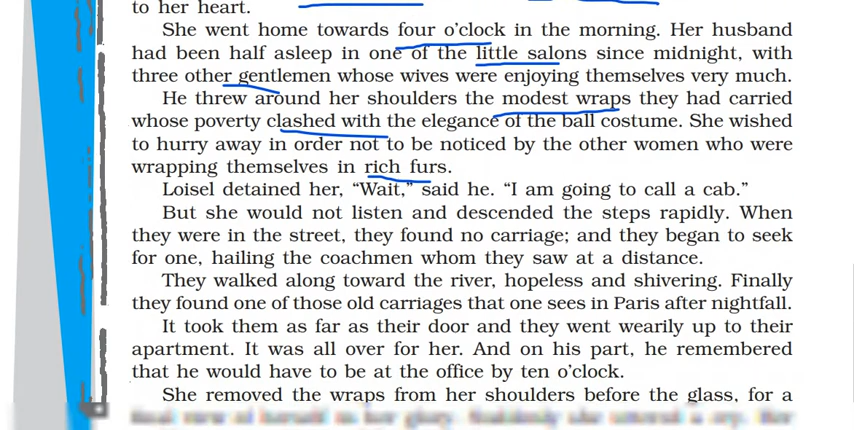 to her heart.
She went home towards four o’clock in the morning. Her husband
had been half asleep in one of the little salons since midnight, with
three other gentlemen whose wives were enjoying themselves very much.
He threw around her shoulders the modest wraps they had carried
whose poverty clashed with the elegance of the ball costume. She wished
to hurry away in order not to be noticed by the other women who were
wrapping themselves in rich furs.
Loisel detained her, “Wait,” said he. “I am going to call a cab.”
But she would not listen and descended the steps rapidly. When
they were in the street, they found no carriage; and they began to seek
for one, hailing the coachmen whom they saw at a distance.
They walked along toward the river, hopeless and shivering. Finally
they found one of those old carriages that one sees in Paris after nightfall.
It took them as far as their door and they went wearily up to their
apartment. It was all over for her. And on his part, he remembered
that he would have to be at the office by ten o’clock.
She removed the wraps from her shoulders before the glass, for a